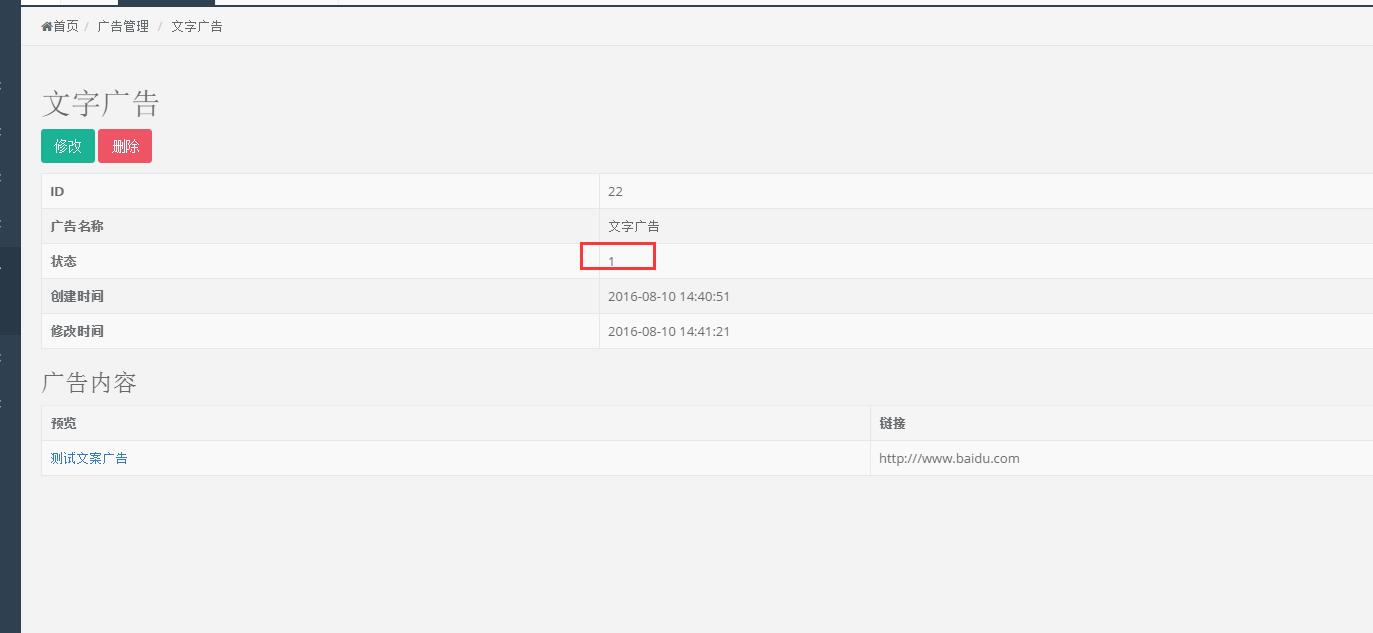 首页 / 广告管理 / 文字广告
文字广告
修改 删除
ID 22
广告名称 文字广告
状态 1
创建时间 2016-08-10 14:40:51
修改时间 2016-08-10 14:41:21
广告内容
预览 链接
测试文案广告 http:///www.baidu.com